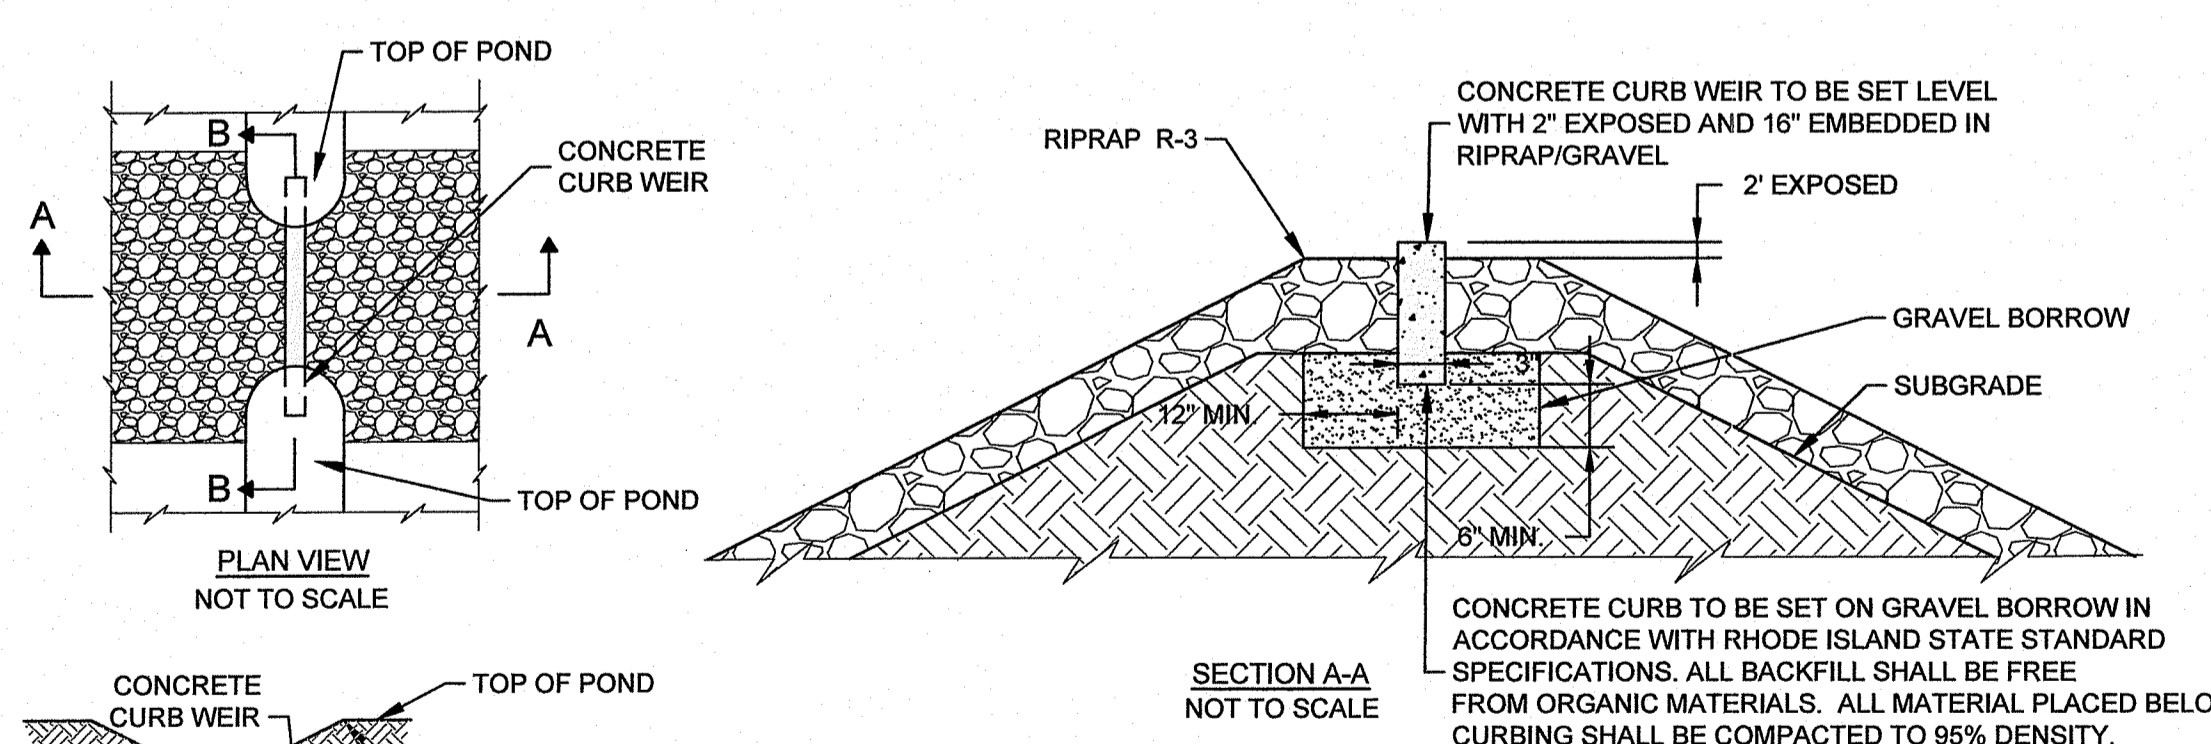 TOP OF POND
B
CONCRETE
CURB WEIR
A
A
B
TOP OF POND
PLAN VIEW
NOT TO SCALE
CONCRETE CURB WEIR TO BE SET LEVEL
WITH 2" EXPOSED AND 16" EMBEDDED IN
RIPRAP/GRAVEL
RIPRAP R-3
2' EXPOSED
GRAVEL BORROW
3"
SUBGRADE
12" MIN.
6" MIN.
CONCRETE CURB TO BE SET ON GRAVEL BORROW IN
ACCORDANCE WITH RHODE ISLAND STATE STANDARD
SPECIFICATIONS. ALL BACKFILL SHALL BE FREE
FROM ORGANIC MATERIALS. ALL MATERIAL PLACED BELO
CURBING SHALL BE COMPACTED TO 95% DENSITY.
SECTION A-A
NOT TO SCALE
CONCRETE
CURB WEIR
TOP OF POND